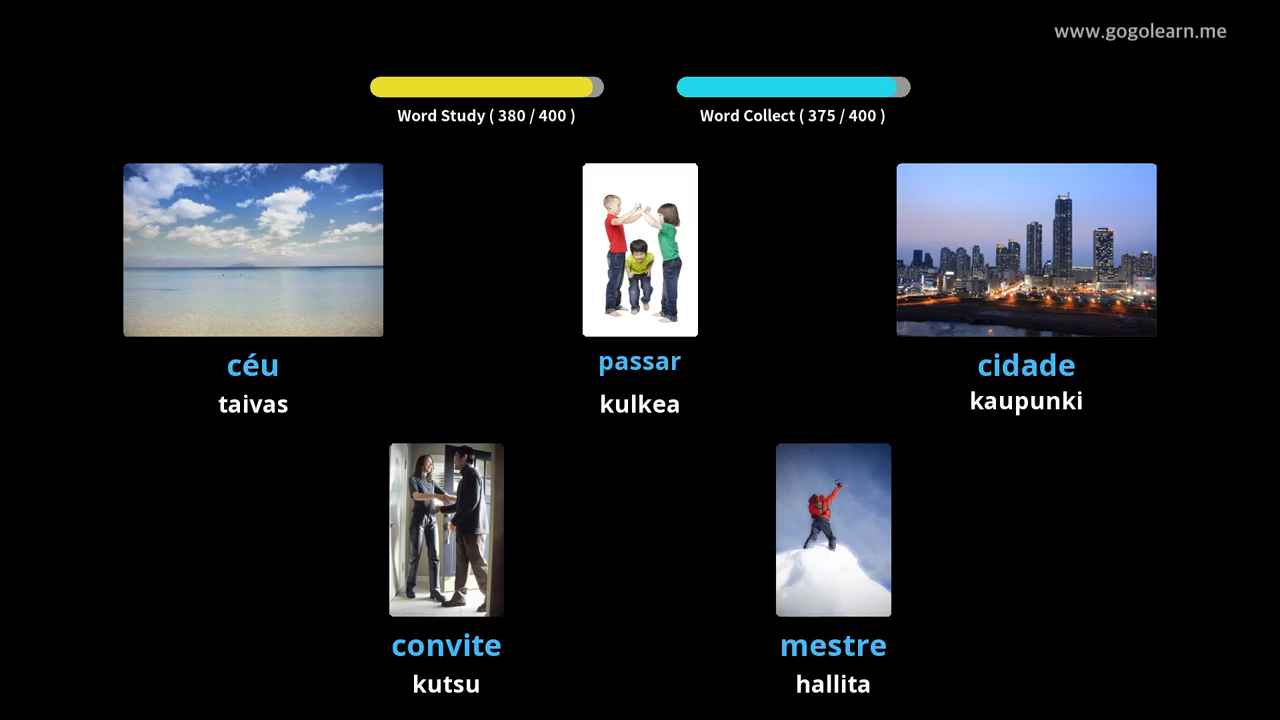 www.gogolearn.me
Word Study ( 380 / 400 )
Word Collect ( 375 / 400 )
céu
passar
cidade
taivas
kulkea
kaupunki
convite
mestre
kutsu
hallita